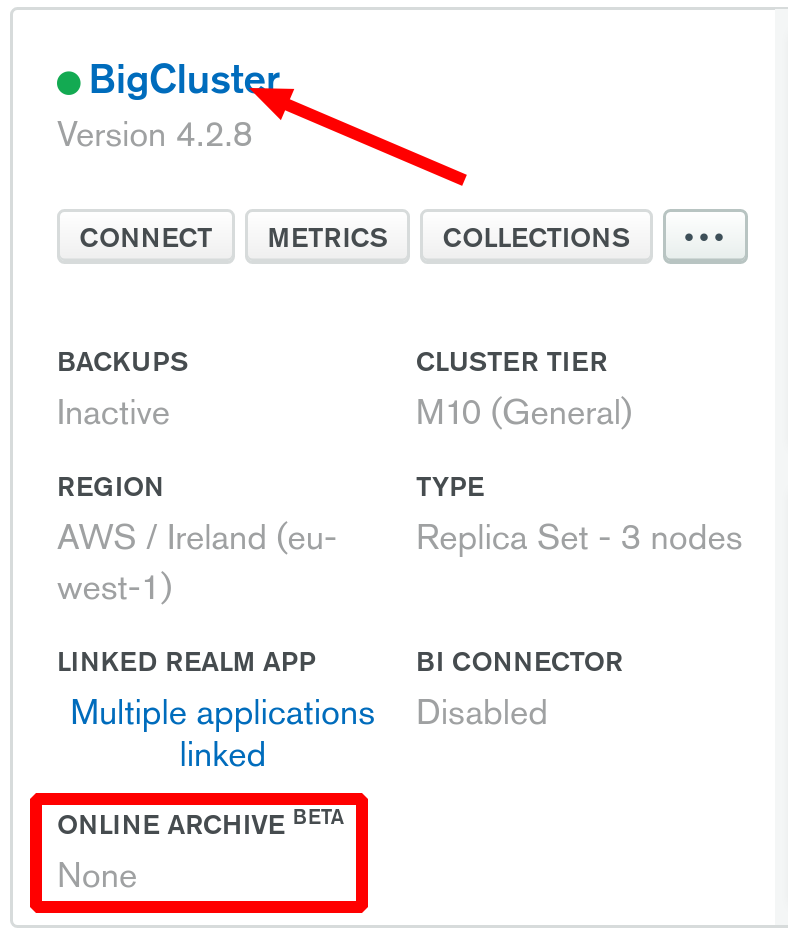 BigCluster
Version 4.2.8
CONNECT METRICS COLLECTIONS ...
BACKUPS
Inactive
CLUSTER TIER
M10 (General)
REGION
AWS / Ireland (eu-
west-1)
TYPE
Replica Set - 3 nodes
LINKED REALM APP
Multiple applications
linked
BI CONNECTOR
Disabled
ONLINE ARCHIVE BETA
None